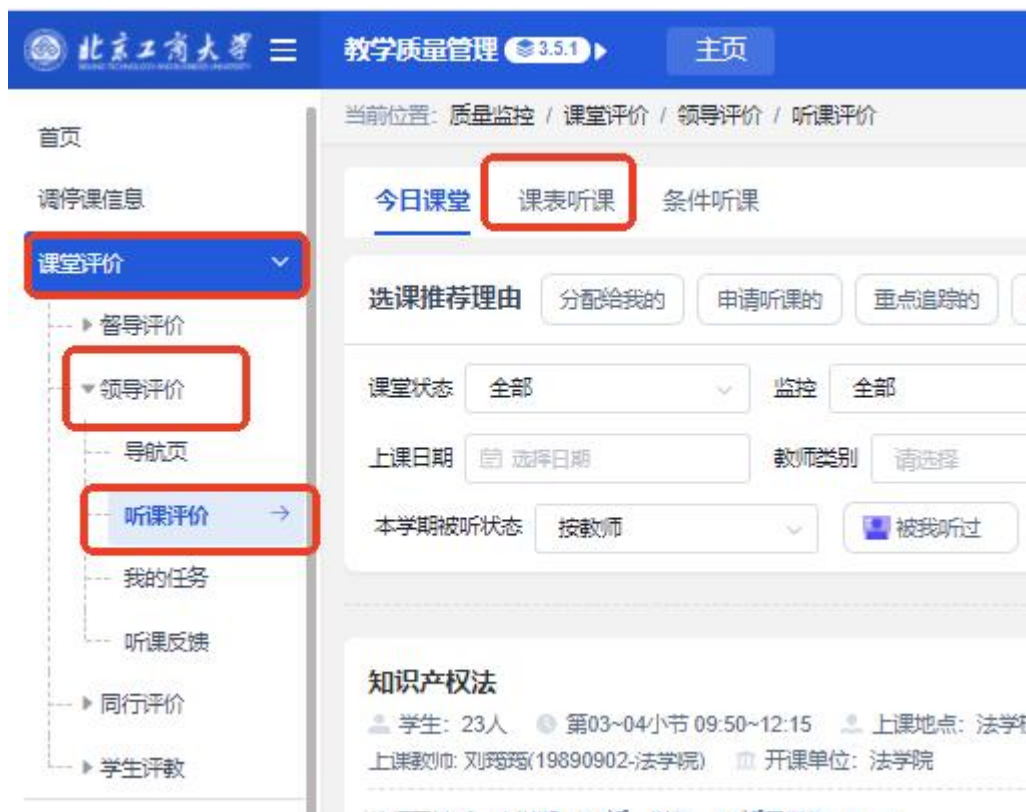 北京工商大学
教学质量管理 3.5.1 主页
当前位置：质量监控 / 课堂评价 / 领导评价 / 听课评价
首页
调停课信息
课堂评价
督导评价
领导评价
导航页
听课评价
我的任务
听课反馈
同行评价
学生评教
今日课堂 课表听课 条件听课
选课推荐理由 分配给我的 申请听课的 重点追踪的
课堂状态 全部 监控 全部
上课日期 选择日期 教师类别 请选择
本学期被听状态 按教师 被我听过
知识产权法
学生：23人 第03~04小节 09:50~12:15 上课地点：法学
上课教师: 刘筠筠(19890902-法学院) 开课单位：法学院